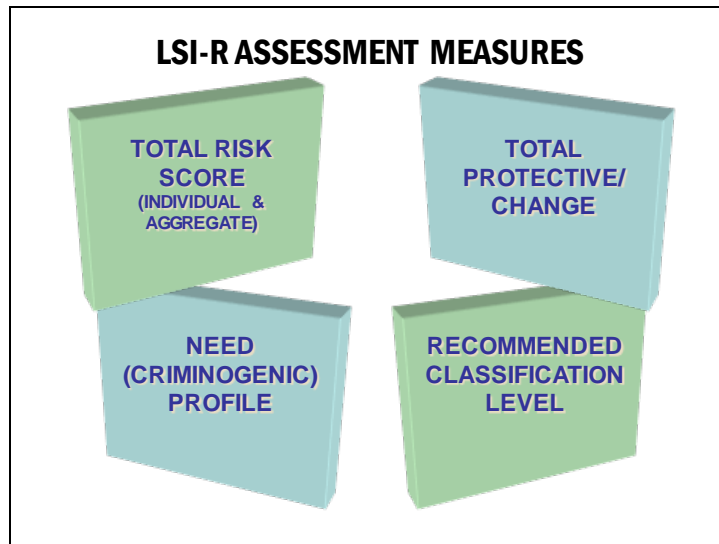 LSI-R ASSESSMENT MEASURES
TOTAL RISK
SCORE
(INDIVIDUAL &
AGGREGATE)
TOTAL
PROTECTIVE/
CHANGE
NEED
(CRIMINOGENIC)
PROFILE
RECOMMENDED
CLASSIFICATION
LEVEL